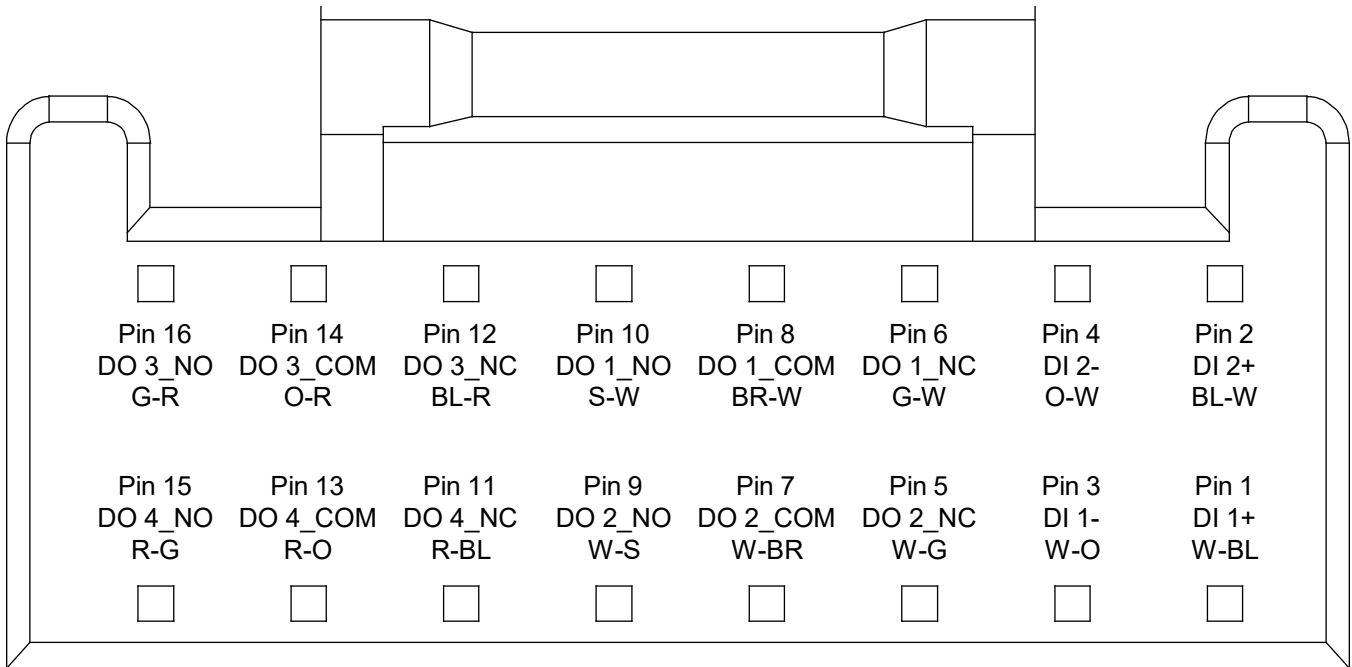 Pin 16 Pin 14 Pin 12 Pin 10 Pin 8 Pin 6 Pin 4 Pin 2
DO 3_NO DO 3_COM DO 3_NC DO 1_NO DO 1_COM DO 1_NC DI 2- DI 2+
G-R O-R BL-R S-W BR-W G-W O-W BL-W
Pin 15 Pin 13 Pin 11 Pin 9 Pin 7 Pin 5 Pin 3 Pin 1
DO 4_NO DO 4_COM DO 4_NC DO 2_NO DO 2_COM DO 2_NC DI 1- DI 1+
R-G R-O R-BL W-S W-BR W-G W-O W-BL